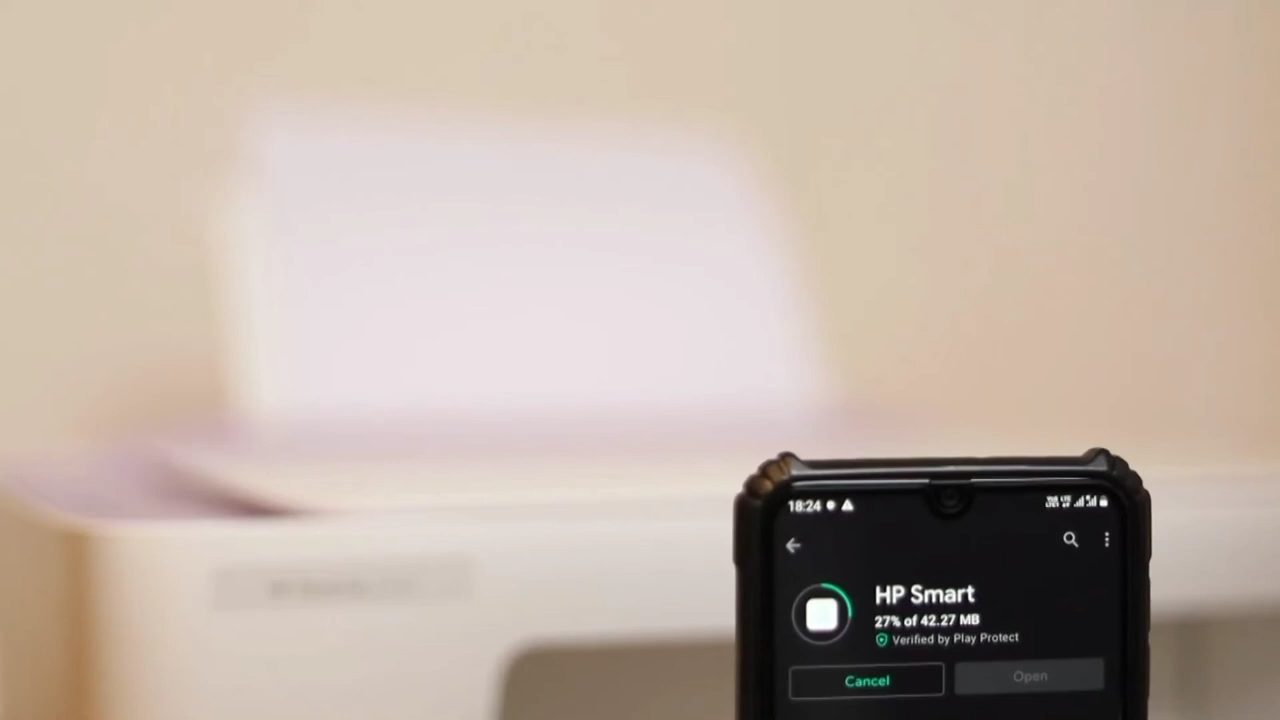 18:24
HP Smart
27% of 42.27 MB
Verified by Play Protect
Cancel
Open